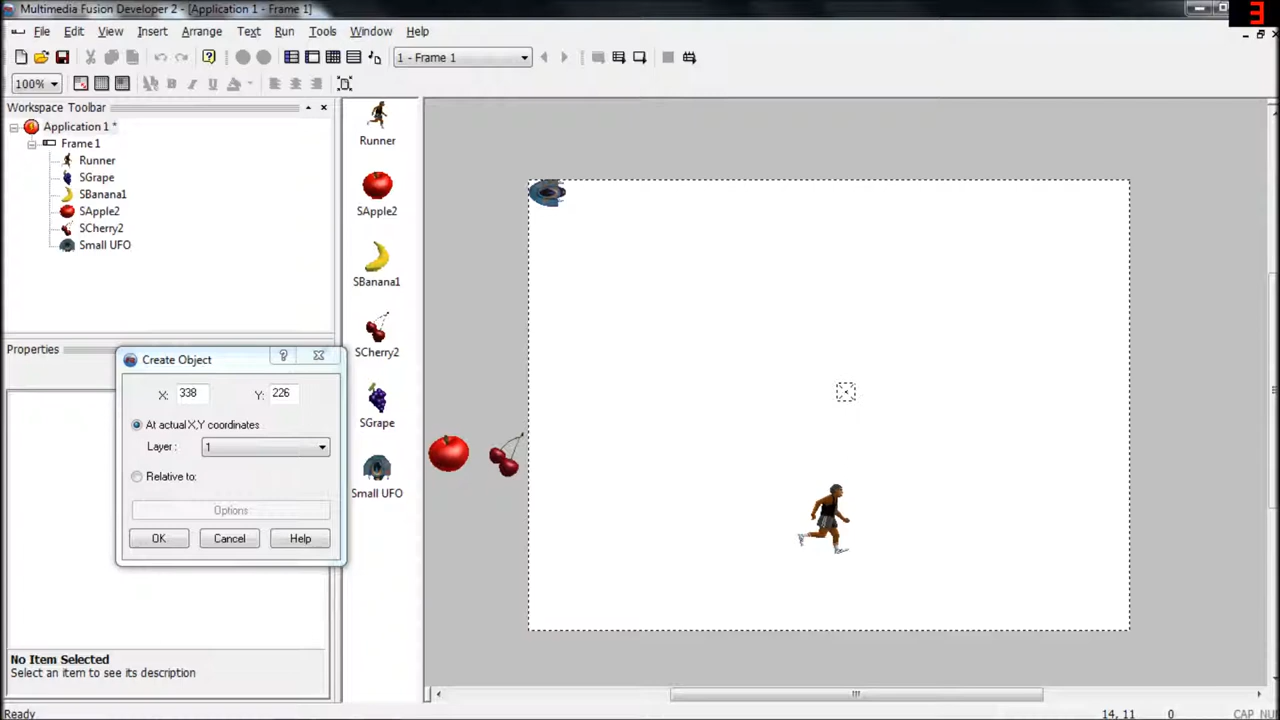 Multimedia Fusion Developer 2 - [Application 1 - Frame 1]
3
File Edit View Insert Arrange Text Run Tools Window Help
1 - Frame 1
100% B I U A
Workspace Toolbar
Application 1 *
Frame 1
Runner
SGrape
SBanana1
SApple2
SCherry2
Small UFO
Properties
No Item Selected
Select an item to see its description
Runner
SApple2
SBanana1
SCherry2
SGrape
Small UFO
Create Object
X: 338 Y: 226
At actual X,Y coordinates
Layer : 1
Relative to:
Options
OK Cancel Help
Ready 14, 11 0 CAP